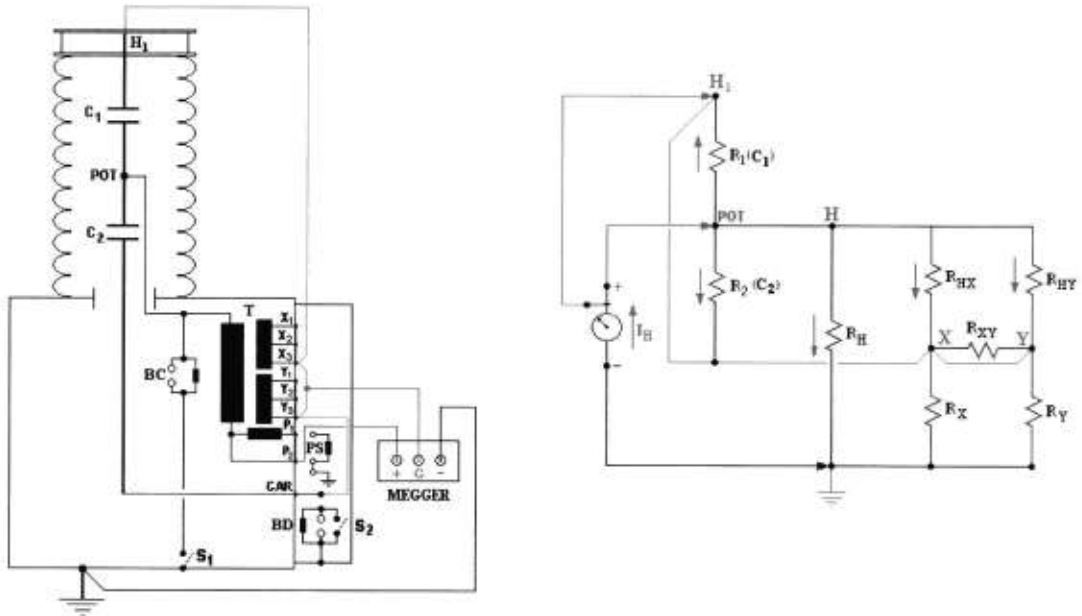 H1
C1
POT
C2
T
X1
X2
X3
Y1
Y2
Y3
P1
P2
BC
PS
+ G -
MEGGER
CAR
BD
S2
S1
H1
R1(C1)
POT
H
R2(C2)
RHX
RHY
+
IH
-
RH
RXY
X
Y
RX
RY